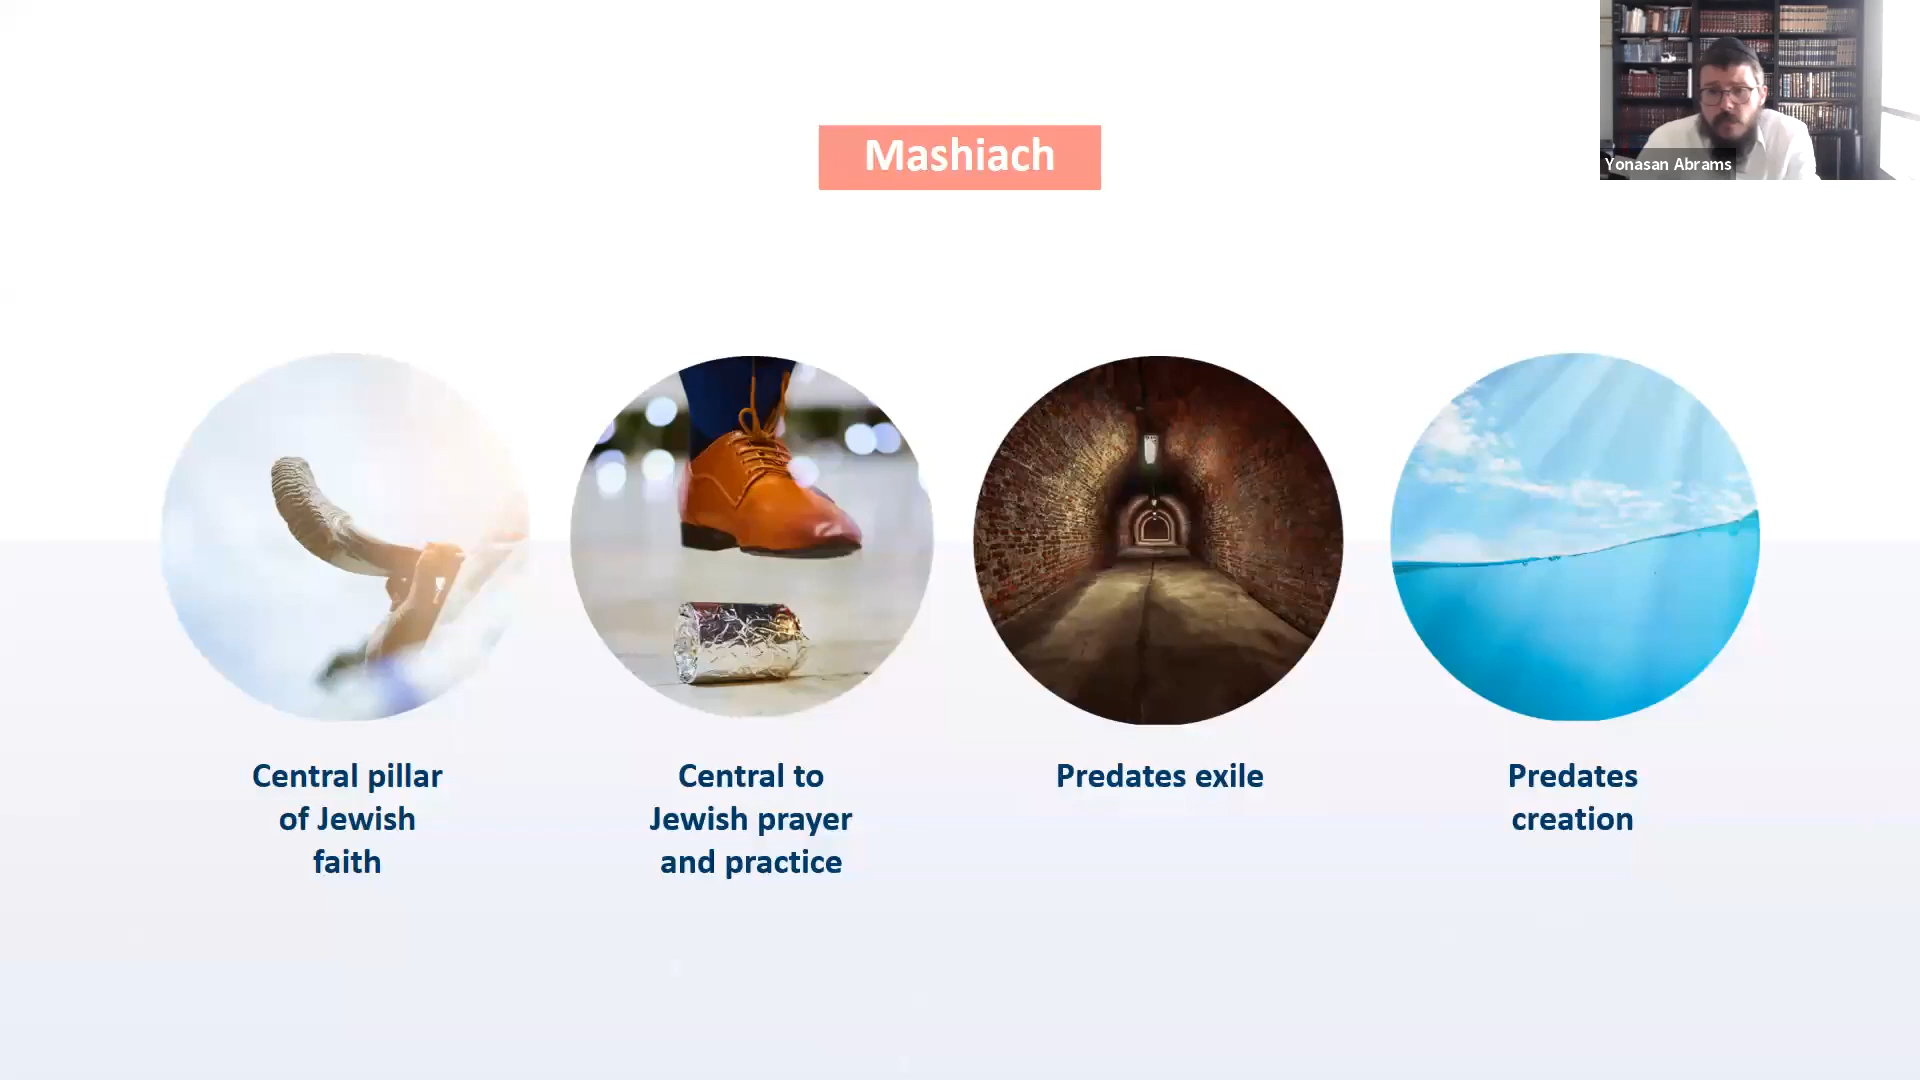 Mashiach
Yonasan Abrams
Central pillar
of Jewish
faith
Central to
Jewish prayer
and practice
Predates exile
Predates
creation